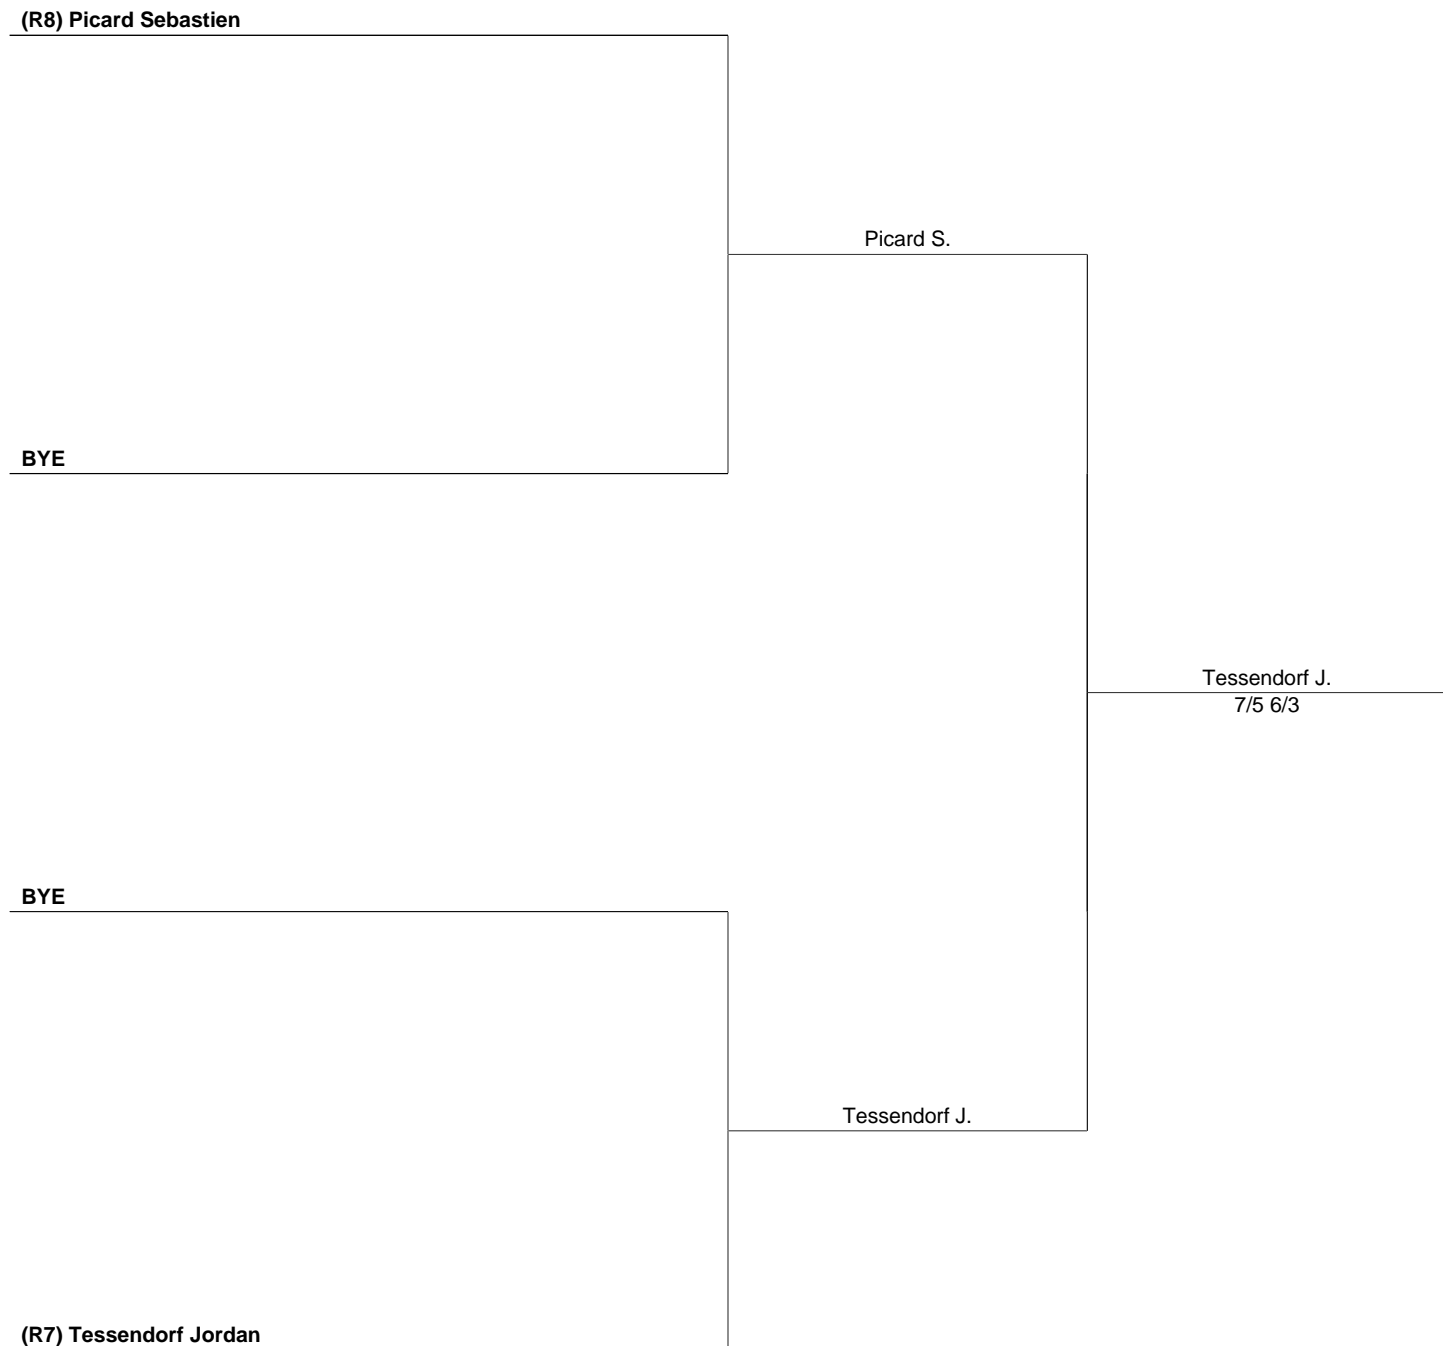 (R8) Picard Sebastien
Picard S.
BYE
Tessendorf J.
7/5 6/3
BYE
Tessendorf J.
(R7) Tessendorf Jordan